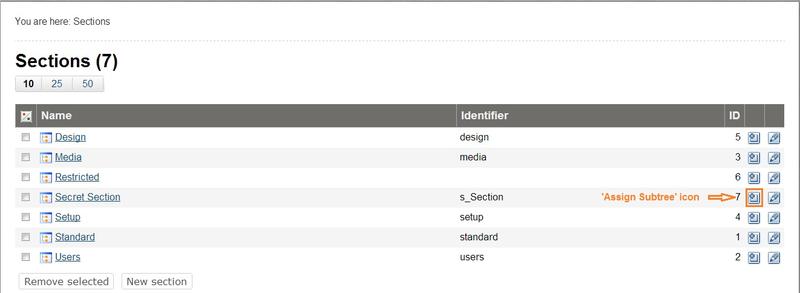 You are here: Sections
Sections (7)
10 25 50
Name Identifier ID
Design design 5
Media media 3
Restricted 6
Secret Section s_Section 'Assign Subtree' icon 7
Setup setup 4
Standard standard 1
Users users 2
Remove selected New section